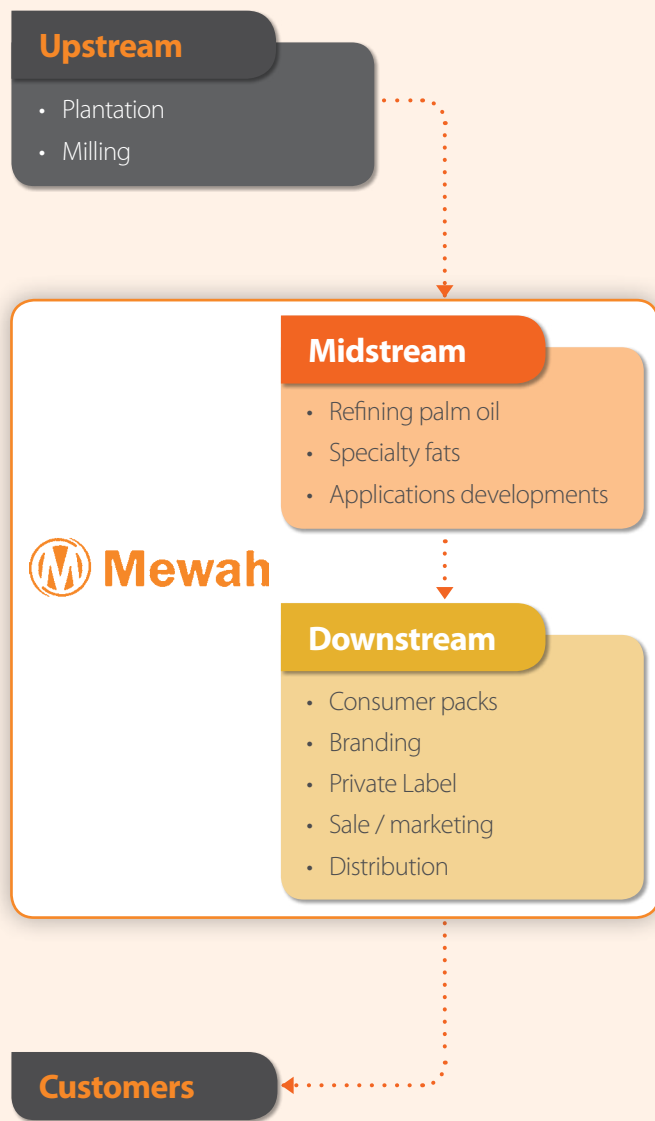 Upstream
• Plantation
• Milling
Midstream
• Refining palm oil
• Specialty fats
• Applications developments
Mewah
Downstream
• Consumer packs
• Branding
• Private Label
• Sale / marketing
• Distribution
Customers